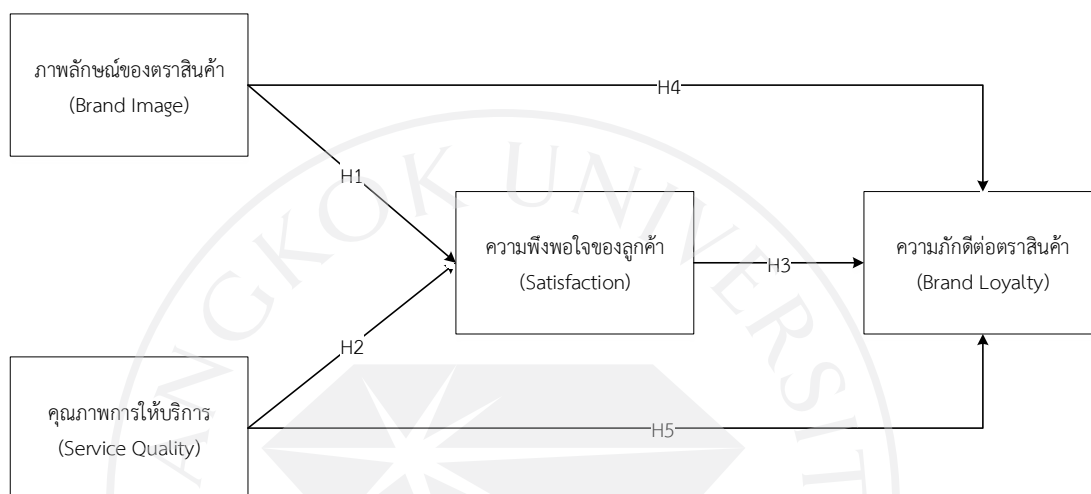 ภาพลักษณ์ของตราสินค้า
(Brand Image)
H4
H1
ความพึงพอใจของลูกค้า
(Satisfaction)
H3
ความภักดีต่อตราสินค้า
(Brand Loyalty)
H2
คุณภาพการให้บริการ
(Service Quality)
H5
ANGKOK UNIVERSIT